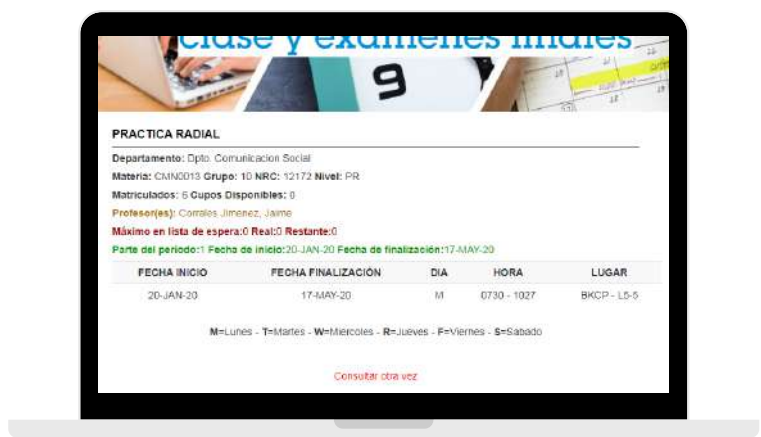 clase y exámenes finales
9
PRACTICA RADIAL
Departamento: Dpto. Comunicacion Social
Materia: CMN0013 Grupo: 10 NRC: 12172 Nivel: PR
Matriculados: 6 Cupos Disponibles: 0
Profesor(es): Corrales Jimenez, Jaime
Máximo en lista de espera:0 Real:0 Restante:0
Parte del periodo:1 Fecha de inicio:20-JAN-20 Fecha de finalización:17-MAY-20
FECHA INICIO FECHA FINALIZACIÓN DIA HORA LUGAR
20-JAN-20 17-MAY-20 M 0730 - 1027 BKCP - L5-5
M=Lunes - T=Martes - W=Miercoles - R=Jueves - F=Viernes - S=Sabado
Consultar otra vez